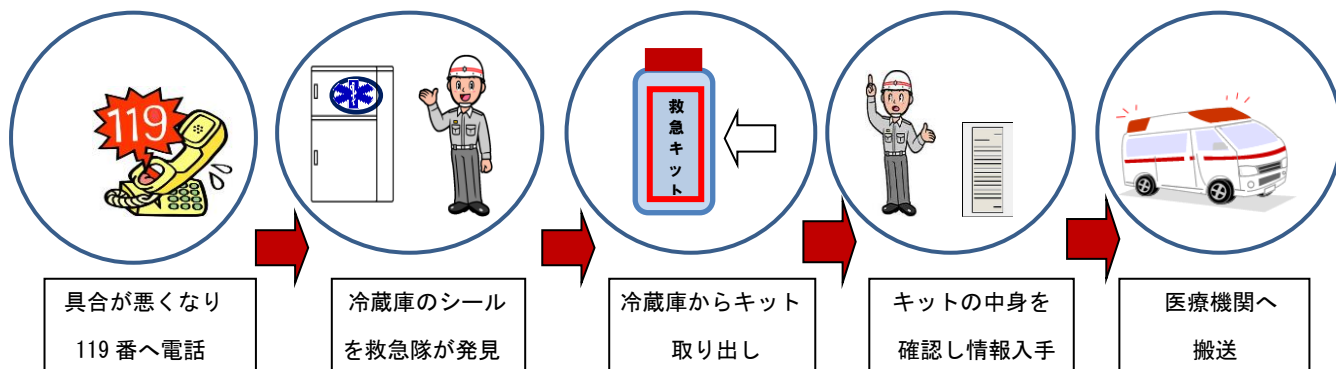 119
救急キット
具合が悪くなり
119番へ電話
冷蔵庫のシール
を救急隊が発見
冷蔵庫からキット
取り出し
キットの中身を
確認し情報入手
医療機関へ
搬送